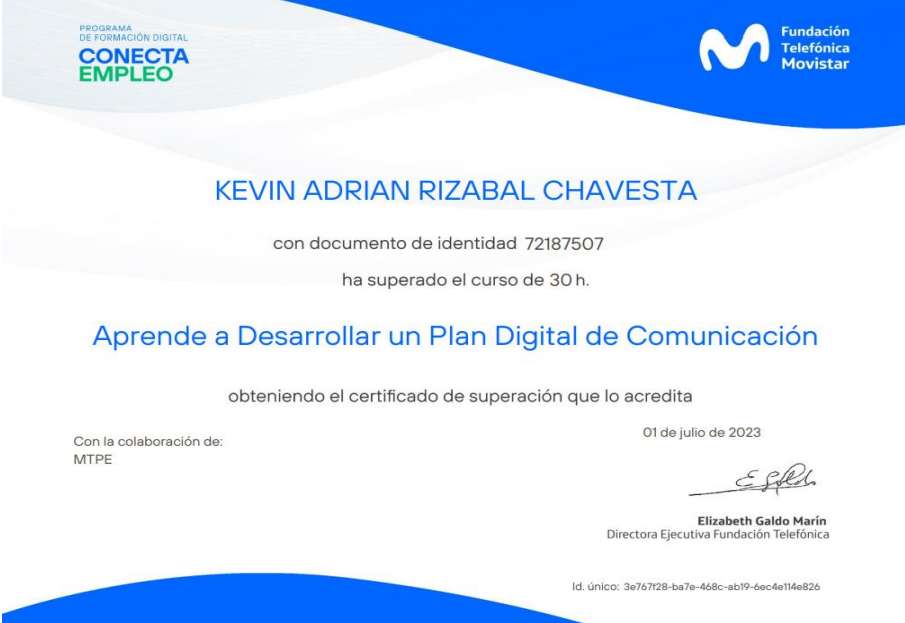 PROGRAMA
DE FORMACIÓN DIGITAL
CONECTA
EMPLEO
Fundación
Telefónica
Movistar
KEVIN ADRIAN RIZABAL CHAVESTA
con documento de identidad 72187507
ha superado el curso de 30 h.
Aprende a Desarrollar un Plan Digital de Comunicación
obteniendo el certificado de superación que lo acredita
Con la colaboración de:
MTPE
01 de julio de 2023
Elizabeth Galdo Marín
Directora Ejecutiva Fundación Telefónica
Id. único: 3e767f28-ba7e-468c-ab19-6ec4e114e826